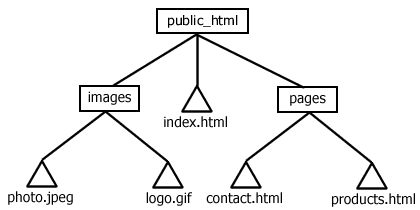 public_html
images
index.html
pages
photo.jpeg
logo.gif
contact.html
products.html